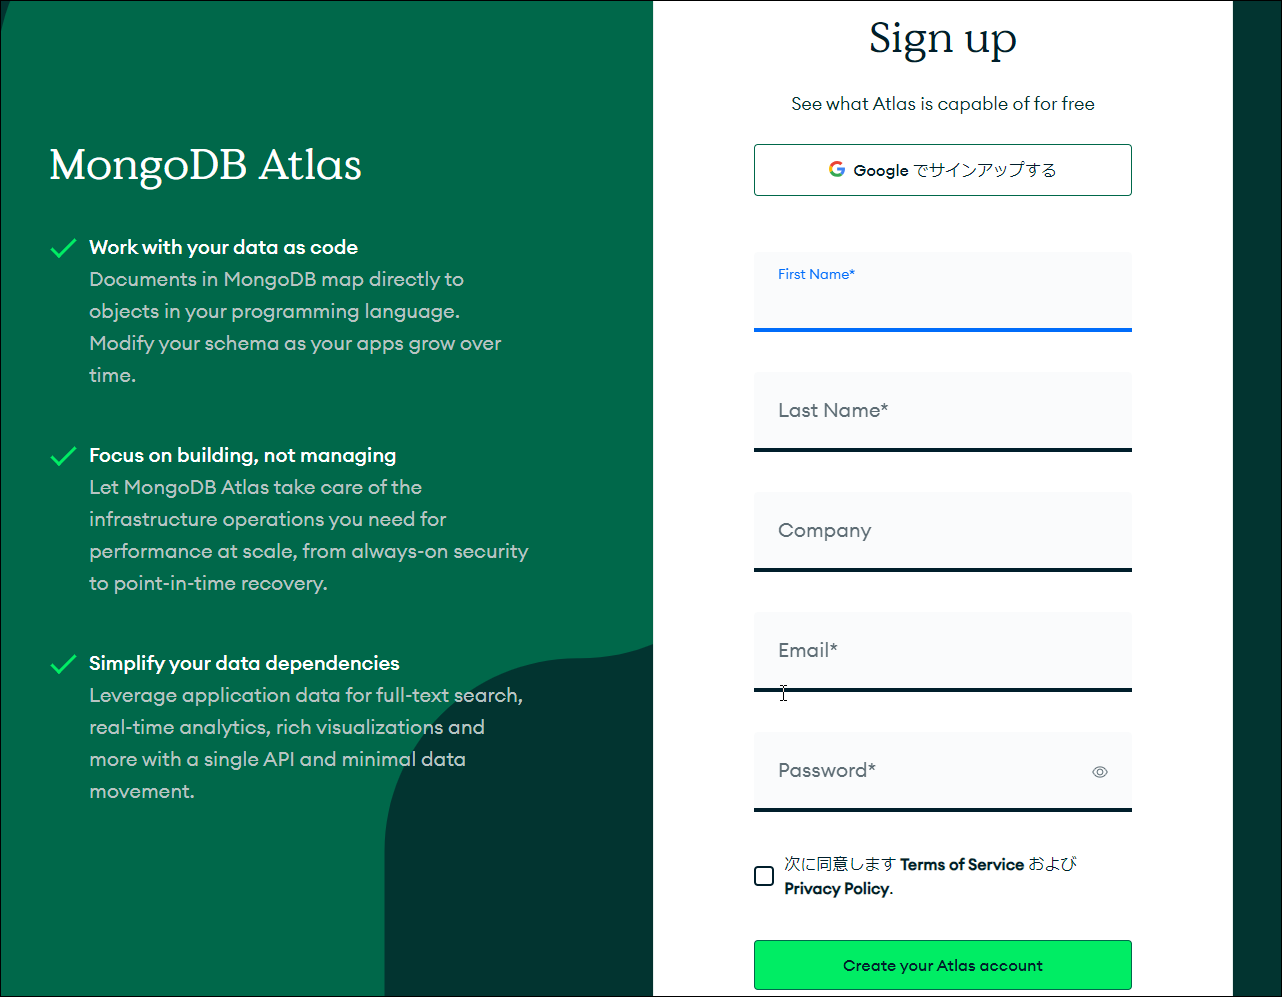 MongoDB Atlas
Work with your data as code
Documents in MongoDB map directly to
objects in your programming language.
Modify your schema as your apps grow over
time.
Focus on building, not managing
Let MongoDB Atlas take care of the
infrastructure operations you need for
performance at scale, from always-on security
to point-in-time recovery.
Simplify your data dependencies
Leverage application data for full-text search,
real-time analytics, rich visualizations and
more with a single API and minimal data
movement.
Sign up
See what Atlas is capable of for free
Google でサインアップする
First Name*
Last Name*
Company
Email*
Password*
次に同意します Terms of Service および
Privacy Policy.
Create your Atlas account